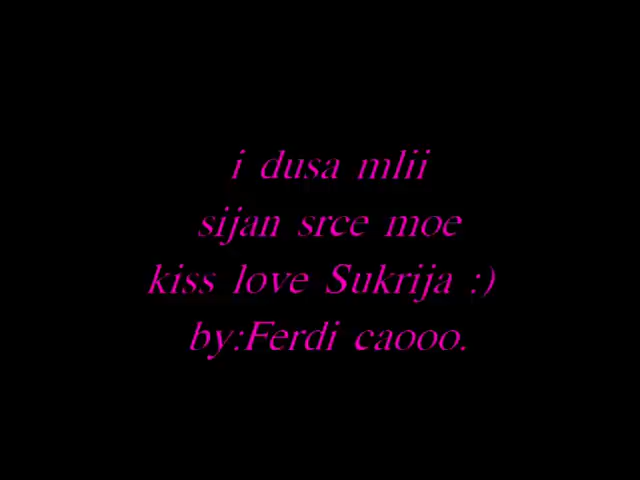 i dusa mlii
sijan srce moe
kiss love Sukrija :)
by:Ferdi caooo.